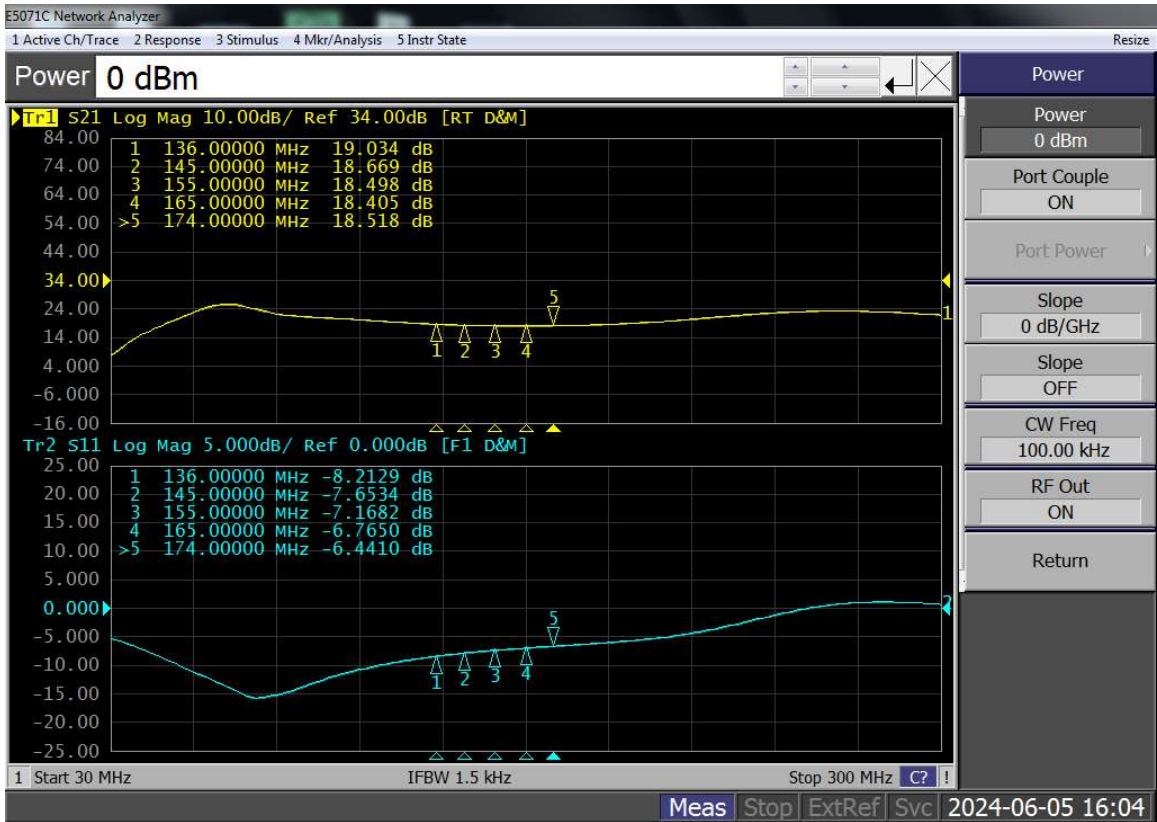 E5071C Network Analyzer
1 Active Ch/Trace 2 Response 3 Stimulus 4 Mkr/Analysis 5 Instr State
Resize
Power 0 dBm
Tr1 S21 Log Mag 10.00dB/ Ref 34.00dB [RT D&M]
84.00
74.00
64.00
54.00
44.00
34.00
24.00
14.00
4.000
-6.000
-16.00
1 136.00000 MHz 19.034 dB
2 145.00000 MHz 18.669 dB
3 155.00000 MHz 18.498 dB
4 165.00000 MHz 18.405 dB
>5 174.00000 MHz 18.518 dB
5
1
1 2 3 4
Tr2 S11 Log Mag 5.000dB/ Ref 0.000dB [F1 D&M]
25.00
20.00
15.00
10.00
5.000
0.000
-5.000
-10.00
-15.00
-20.00
-25.00
1 136.00000 MHz -8.2129 dB
2 145.00000 MHz -7.6534 dB
3 155.00000 MHz -7.1682 dB
4 165.00000 MHz -6.7650 dB
>5 174.00000 MHz -6.4410 dB
2
5
1 2 3 4
1 Start 30 MHz IFBW 1.5 kHz Stop 300 MHz C? !
Power
Power
0 dBm
Port Couple
ON
Port Power
Slope
0 dB/GHz
Slope
OFF
CW Freq
100.00 kHz
RF Out
ON
Return
Meas Stop ExtRef Svc 2024-06-05 16:04